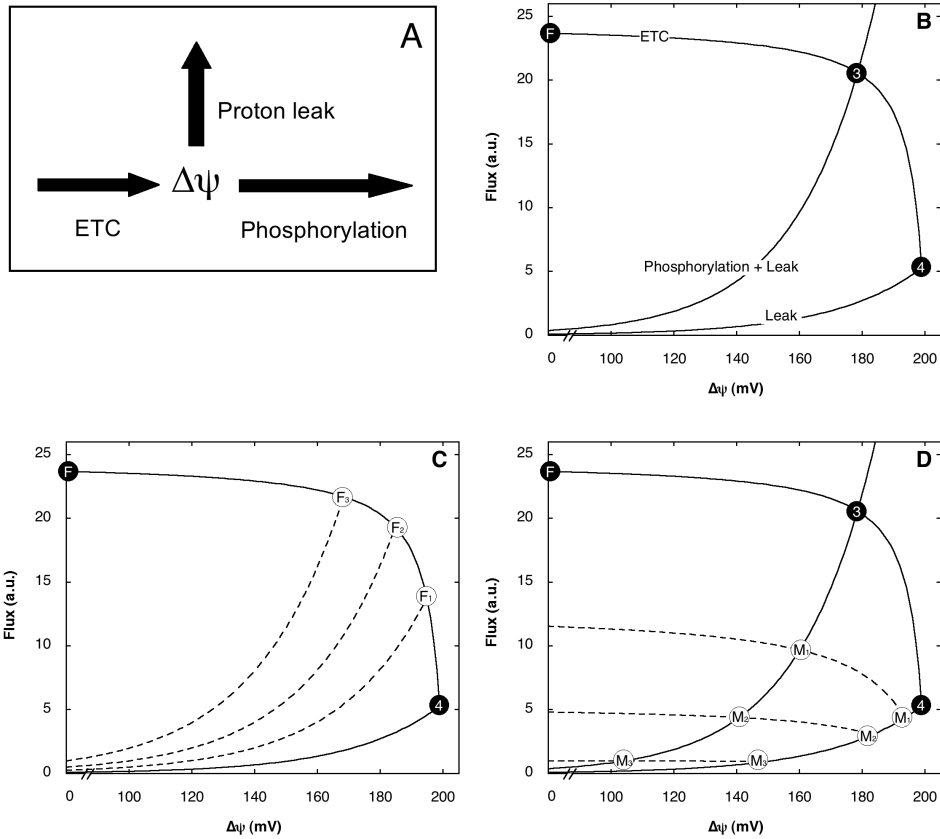 A
Proton leak
Δψ
ETC
Phosphorylation
B
25
20
15
10
5
0
Flux (a.u.)
F
ETC
3
Phosphorylation + Leak
4
Leak
0 100 120 140 160 180 200
Δψ (mV)
C
25
20
15
10
5
0
Flux (a.u.)
F
F3
F2
F1
4
0 100 120 140 160 180 200
Δψ (mV)
D
25
20
15
10
5
0
Flux (a.u.)
F
3
M1
M2
M1
4
M2
M3
M3
0 100 120 140 160 180 200
Δψ (mV)